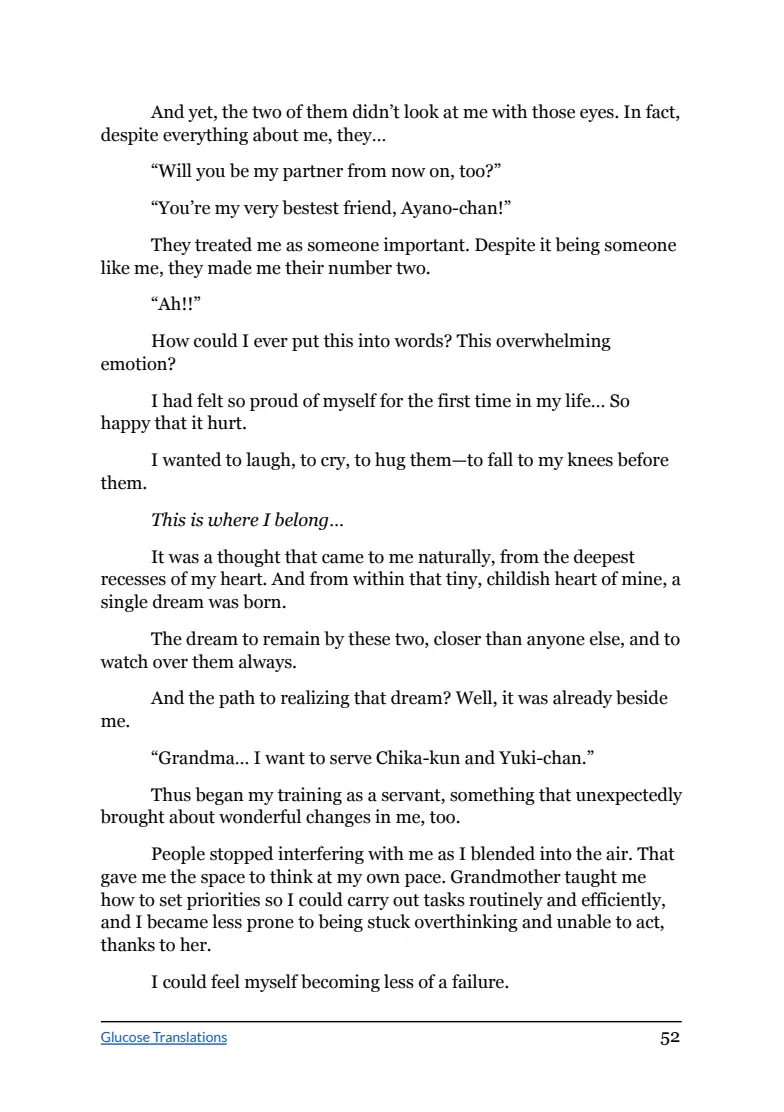 And yet, the two of them didn’t look at me with those eyes. In fact,
despite everything about me, they…
“Will you be my partner from now on, too?”
“You’re my very bestest friend, Ayano-chan!”
They treated me as someone important. Despite it being someone
like me, they made me their number two.
“Ah!!”
How could I ever put this into words? This overwhelming
emotion?
I had felt so proud of myself for the first time in my life… So
happy that it hurt.
I wanted to laugh, to cry, to hug them—to fall to my knees before
them.
This is where I belong…
It was a thought that came to me naturally, from the deepest
recesses of my heart. And from within that tiny, childish heart of mine, a
single dream was born.
The dream to remain by these two, closer than anyone else, and to
watch over them always.
And the path to realizing that dream? Well, it was already beside
me.
“Grandma… I want to serve Chika-kun and Yuki-chan.”
Thus began my training as a servant, something that unexpectedly
brought about wonderful changes in me, too.
People stopped interfering with me as I blended into the air. That
gave me the space to think at my own pace. Grandmother taught me
how to set priorities so I could carry out tasks routinely and efficiently,
and I became less prone to being stuck overthinking and unable to act,
thanks to her.
I could feel myself becoming less of a failure.
Glucose Translations 52